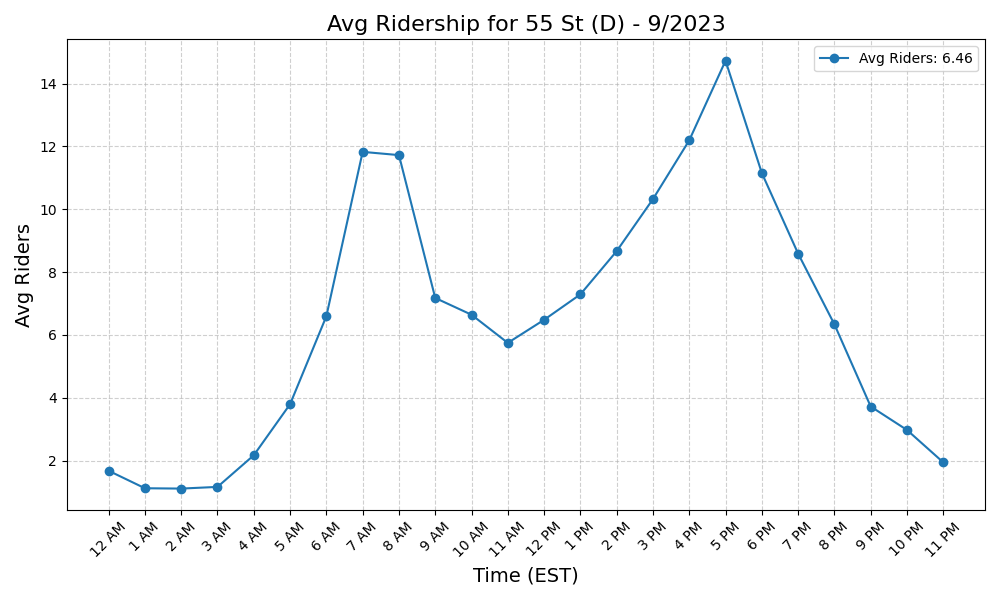 Avg Ridership for 55 St (D) - 9/2023
Avg Riders: 6.46
Avg Riders
14
12
10
8
6
4
2
12 AM
1 AM
2 AM
3 AM
4 AM
5 AM
6 AM
7 AM
8 AM
9 AM
10 AM
11 AM
12 PM
1 PM
2 PM
3 PM
4 PM
5 PM
6 PM
7 PM
8 PM
9 PM
10 PM
11 PM
Time (EST)